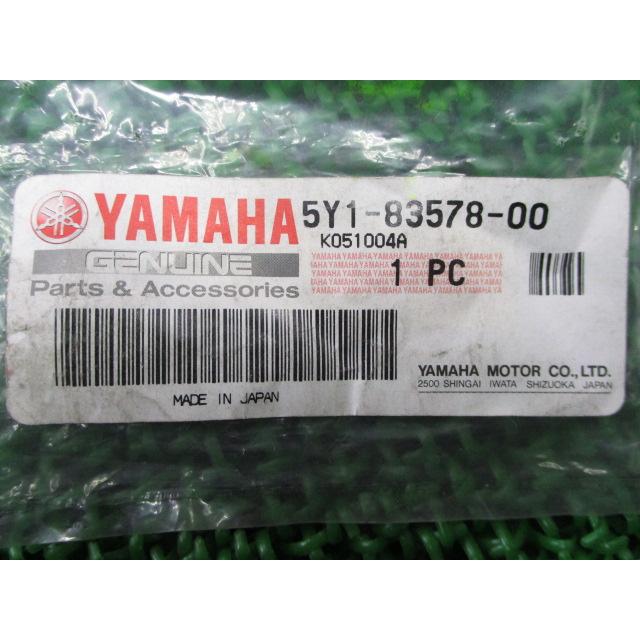 YAMAHA 5Y1-83578-00
K051004A
GENUINE
Parts & Accessories
1 PC
YAMAHA MOTOR CO.,LTD.
2500 SHINGAI IWATA SHIZUOKA JAPAN
MADE IN JAPAN